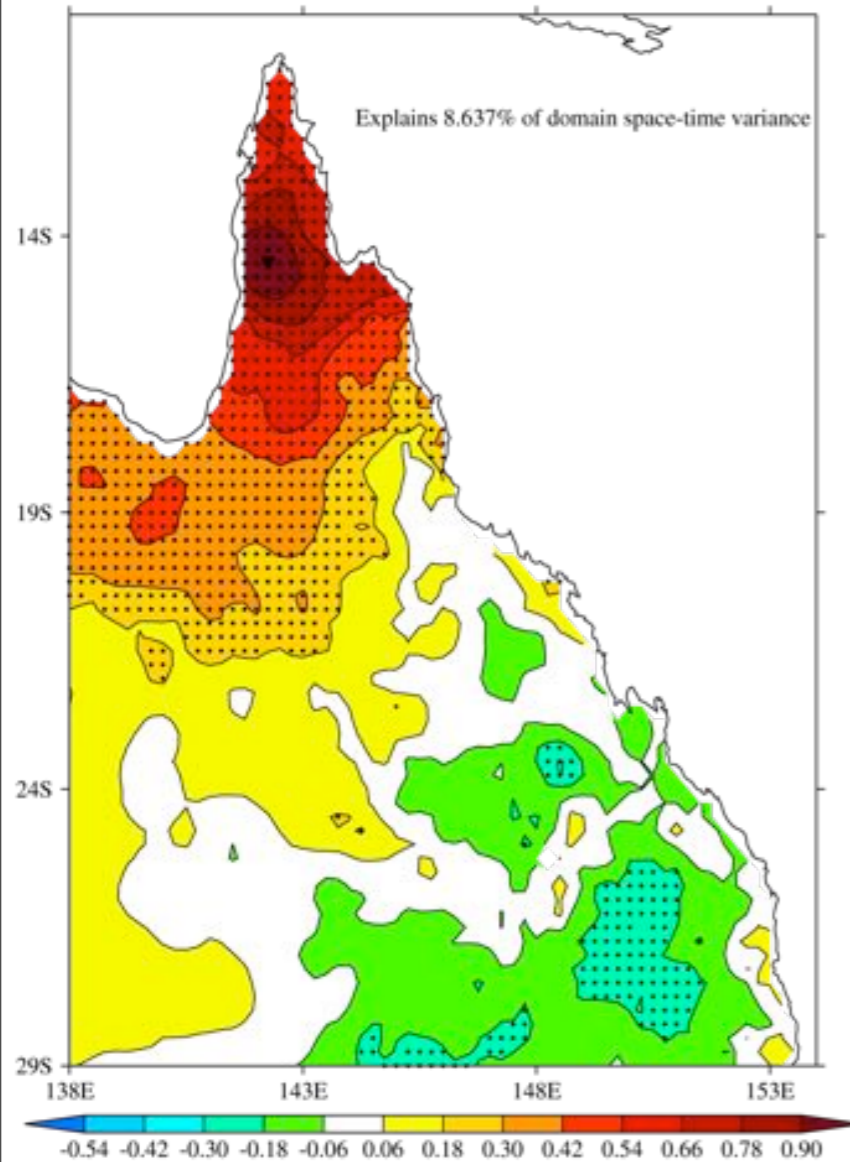 Explains 8.637% of domain space-time variance
14S
19S
24S
29S
138E 143E 148E 153E
-0.54 -0.42 -0.30 -0.18 -0.06 0.06 0.18 0.30 0.42 0.54 0.66 0.78 0.90